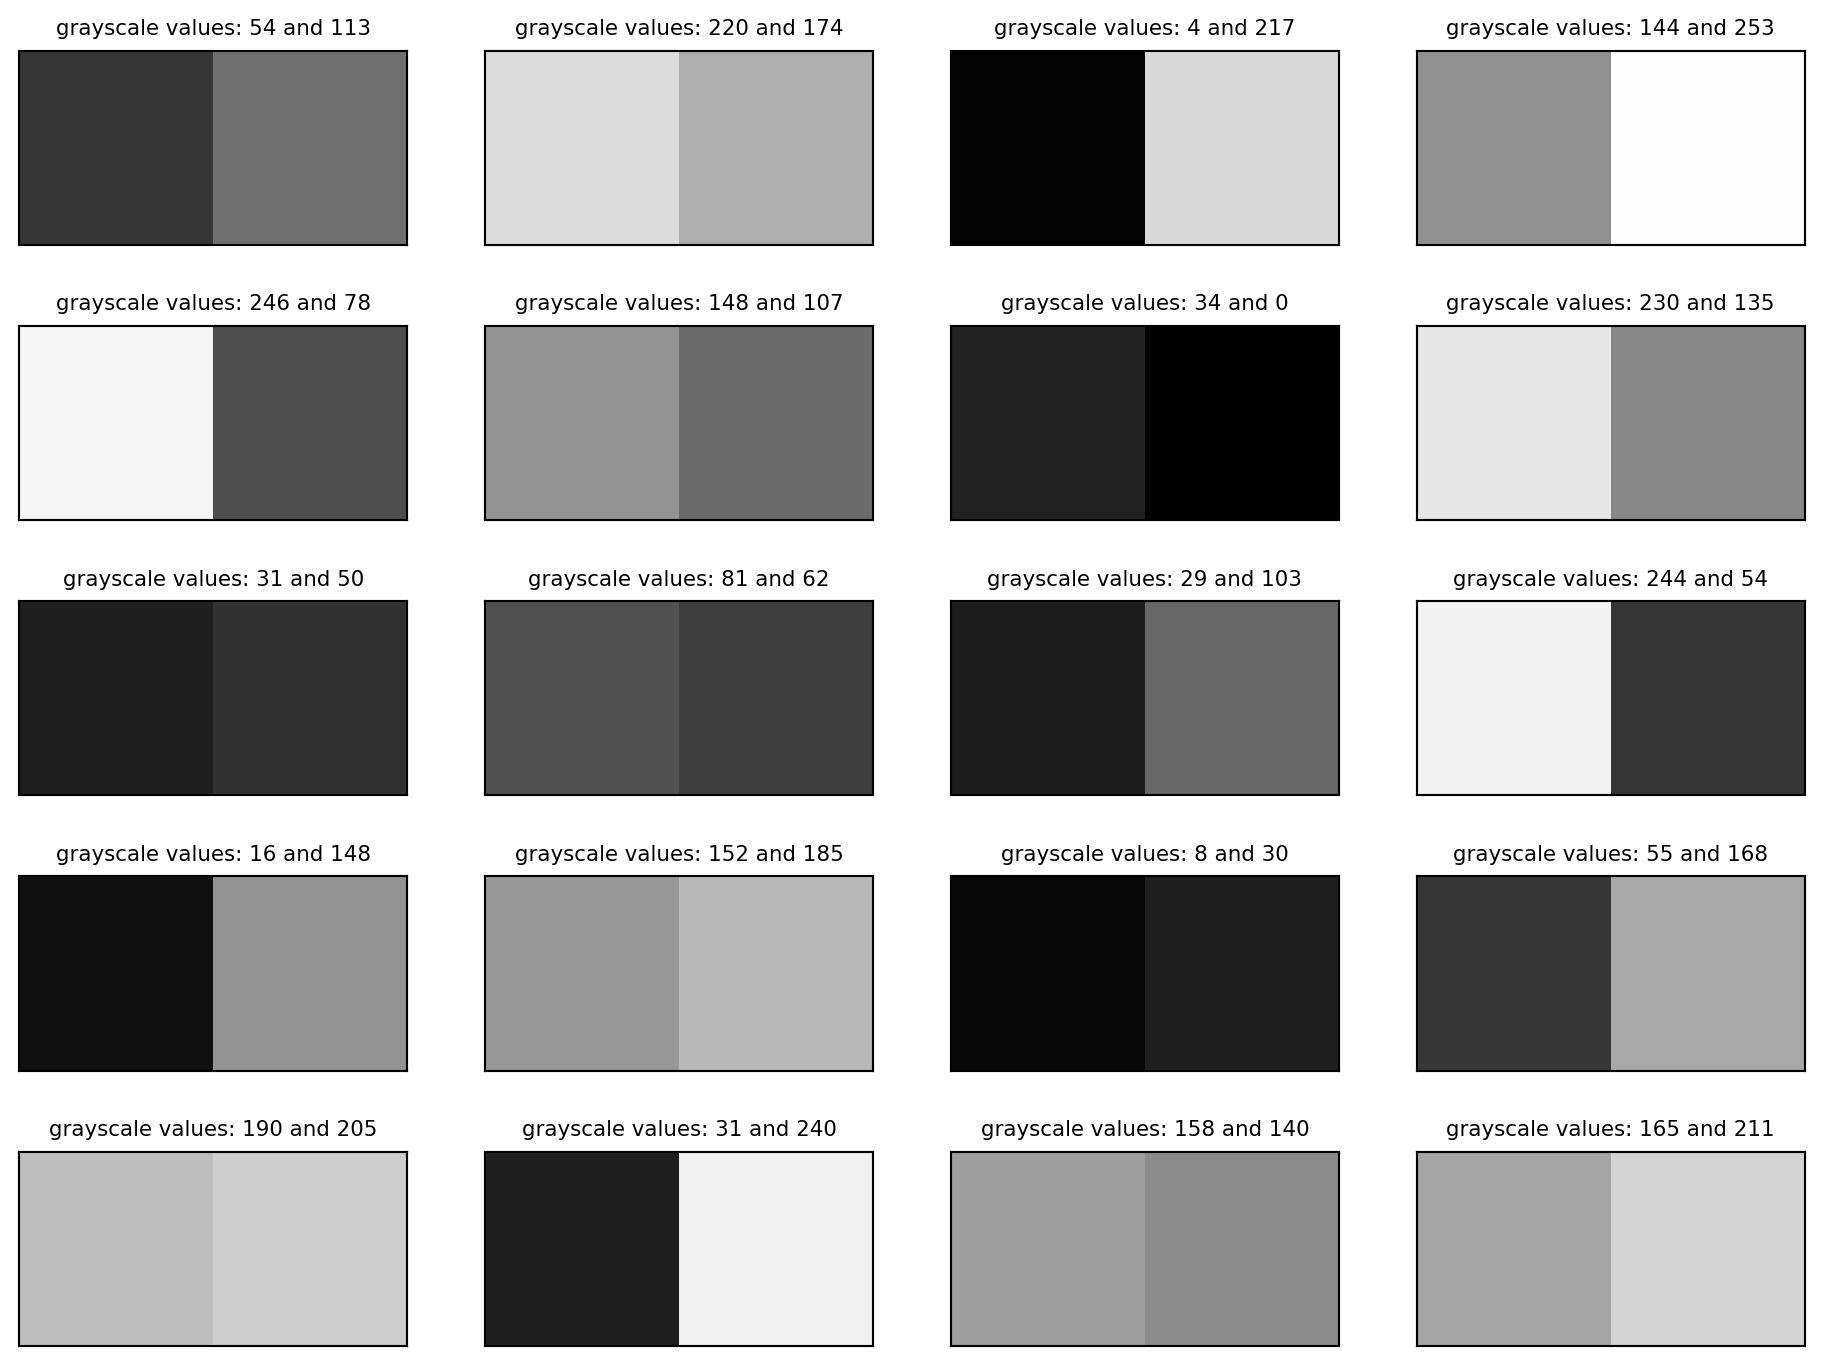 grayscale values: 54 and 113
grayscale values: 220 and 174
grayscale values: 4 and 217
grayscale values: 144 and 253
grayscale values: 246 and 78
grayscale values: 148 and 107
grayscale values: 34 and 0
grayscale values: 230 and 135
grayscale values: 31 and 50
grayscale values: 81 and 62
grayscale values: 29 and 103
grayscale values: 244 and 54
grayscale values: 16 and 148
grayscale values: 152 and 185
grayscale values: 8 and 30
grayscale values: 55 and 168
grayscale values: 190 and 205
grayscale values: 31 and 240
grayscale values: 158 and 140
grayscale values: 165 and 211